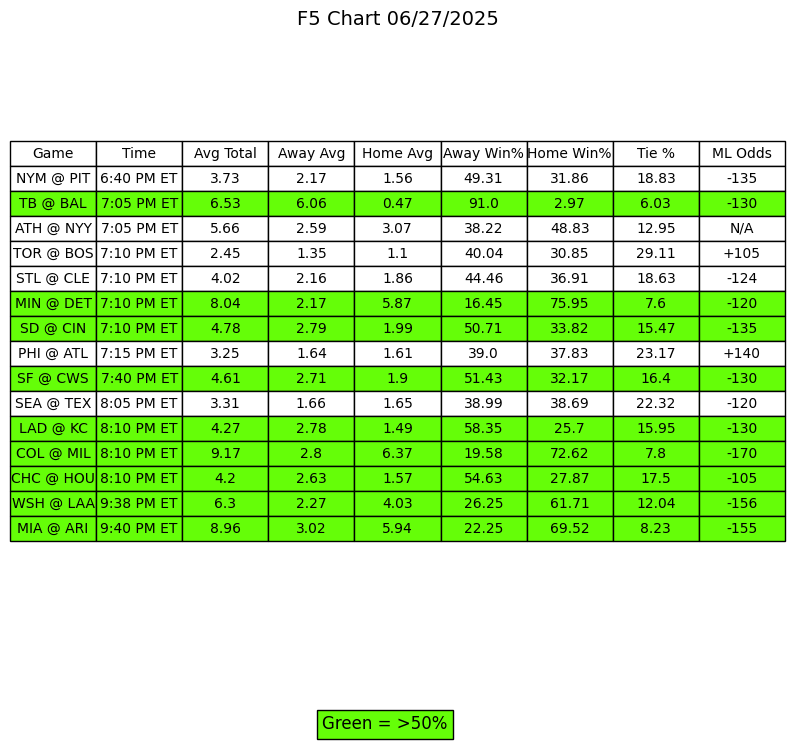 F5 Chart 06/27/2025
Game Time Avg Total Away Avg Home Avg Away Win% Home Win% Tie % ML Odds
NYM @ PIT 6:40 PM ET 3.73 2.17 1.56 49.31 31.86 18.83 -135
TB @ BAL 7:05 PM ET 6.53 6.06 0.47 91.0 2.97 6.03 -130
ATH @ NYY 7:05 PM ET 5.66 2.59 3.07 38.22 48.83 12.95 N/A
TOR @ BOS 7:10 PM ET 2.45 1.35 1.1 40.04 30.85 29.11 +105
STL @ CLE 7:10 PM ET 4.02 2.16 1.86 44.46 36.91 18.63 -124
MIN @ DET 7:10 PM ET 8.04 2.17 5.87 16.45 75.95 7.6 -120
SD @ CIN 7:10 PM ET 4.78 2.79 1.99 50.71 33.82 15.47 -135
PHI @ ATL 7:15 PM ET 3.25 1.64 1.61 39.0 37.83 23.17 +140
SF @ CWS 7:40 PM ET 4.61 2.71 1.9 51.43 32.17 16.4 -130
SEA @ TEX 8:05 PM ET 3.31 1.66 1.65 38.99 38.69 22.32 -120
LAD @ KC 8:10 PM ET 4.27 2.78 1.49 58.35 25.7 15.95 -130
COL @ MIL 8:10 PM ET 9.17 2.8 6.37 19.58 72.62 7.8 -170
CHC @ HOU 8:10 PM ET 4.2 2.63 1.57 54.63 27.87 17.5 -105
WSH @ LAA 9:38 PM ET 6.3 2.27 4.03 26.25 61.71 12.04 -156
MIA @ ARI 9:40 PM ET 8.96 3.02 5.94 22.25 69.52 8.23 -155
Green = >50%